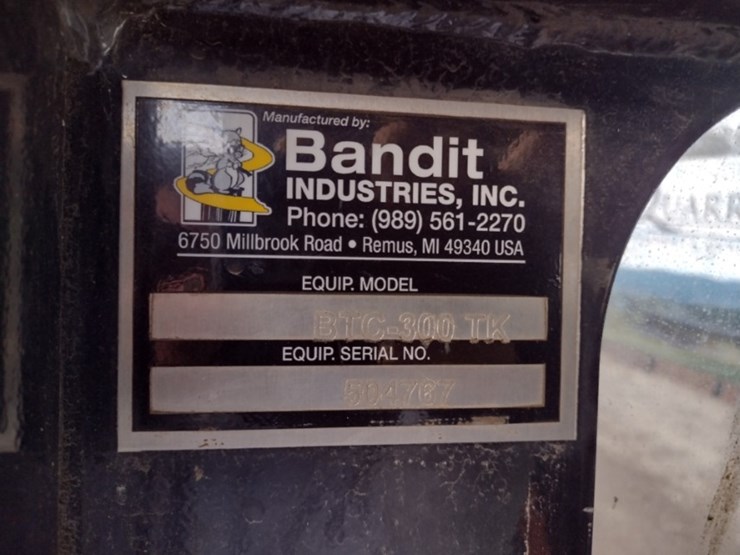 Manufactured by:
Bandit
INDUSTRIES, INC.
Phone: (989) 561-2270
6750 Millbrook Road • Remus, MI 49340 USA
EQUIP. MODEL
BTC-300 TK
EQUIP. SERIAL NO.
504767